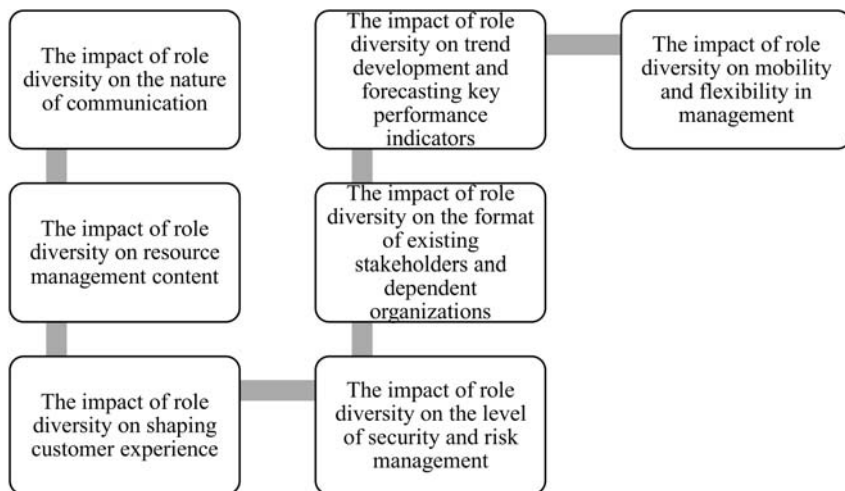 The impact of role
diversity on the nature
of communication
The impact of role
diversity on resource
management content
The impact of role
diversity on shaping
customer experience
The impact of role
diversity on the level
of security and risk
management
The impact of role
diversity on the format
of existing
stakeholders and
dependent
organizations
The impact of role
diversity on trend
development and
forecasting key
performance
indicators
The impact of role
diversity on mobility
and flexibility in
management